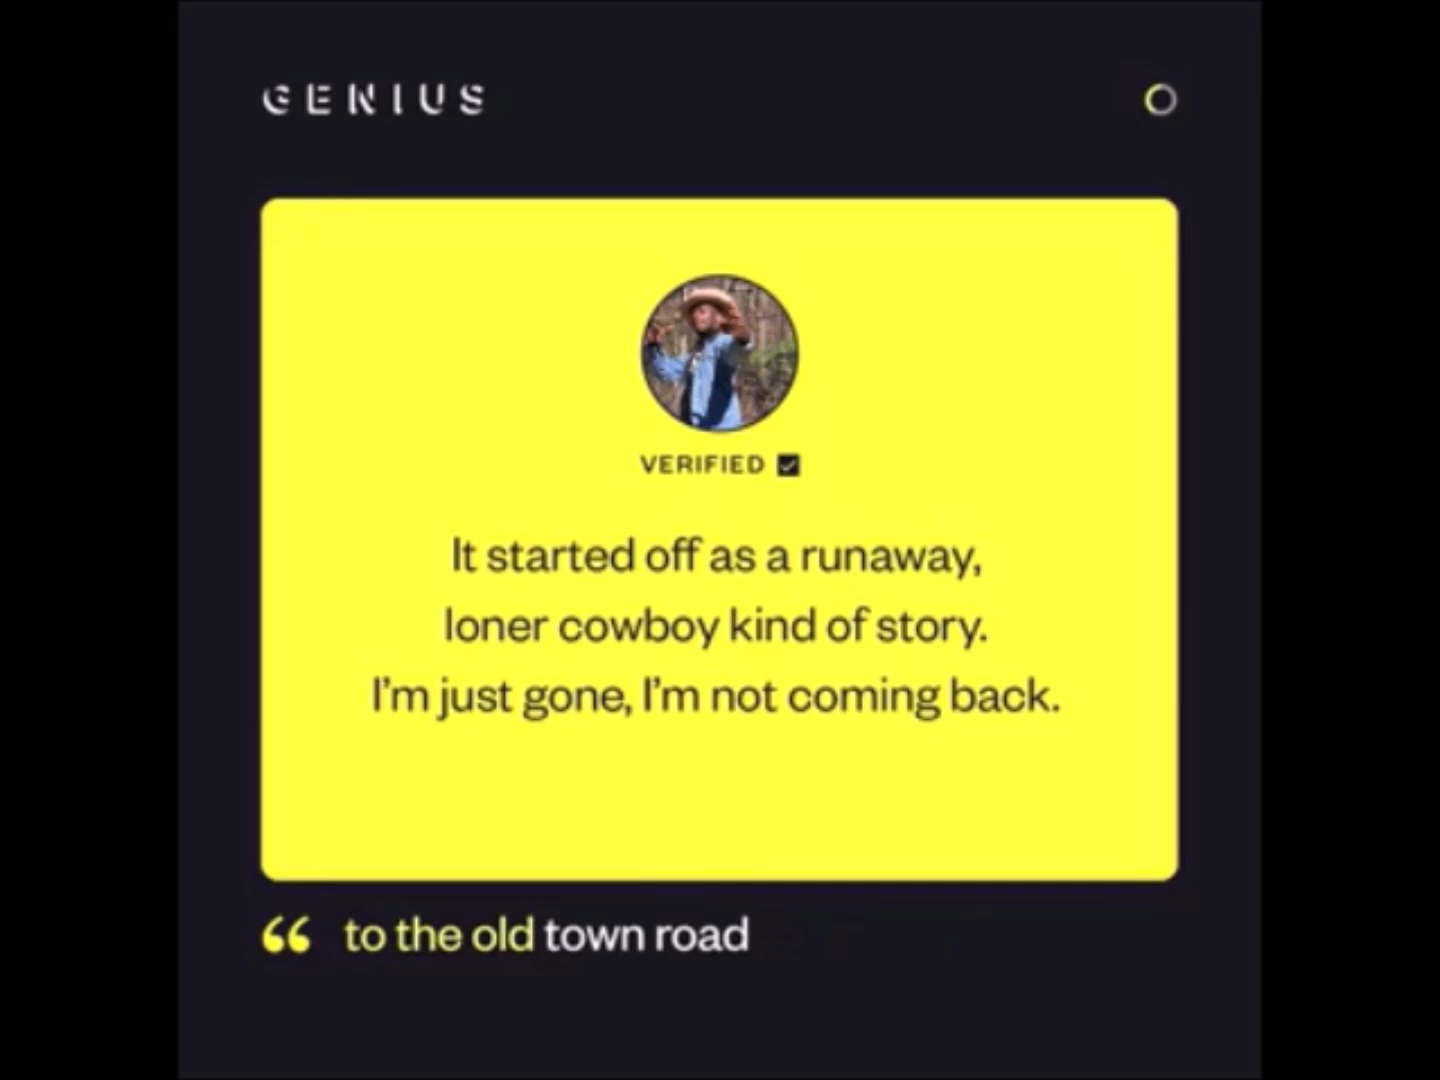 GENIUS
VERIFIED
It started off as a runaway,
loner cowboy kind of story.
I’m just gone, I’m not coming back.
“ to the old town road